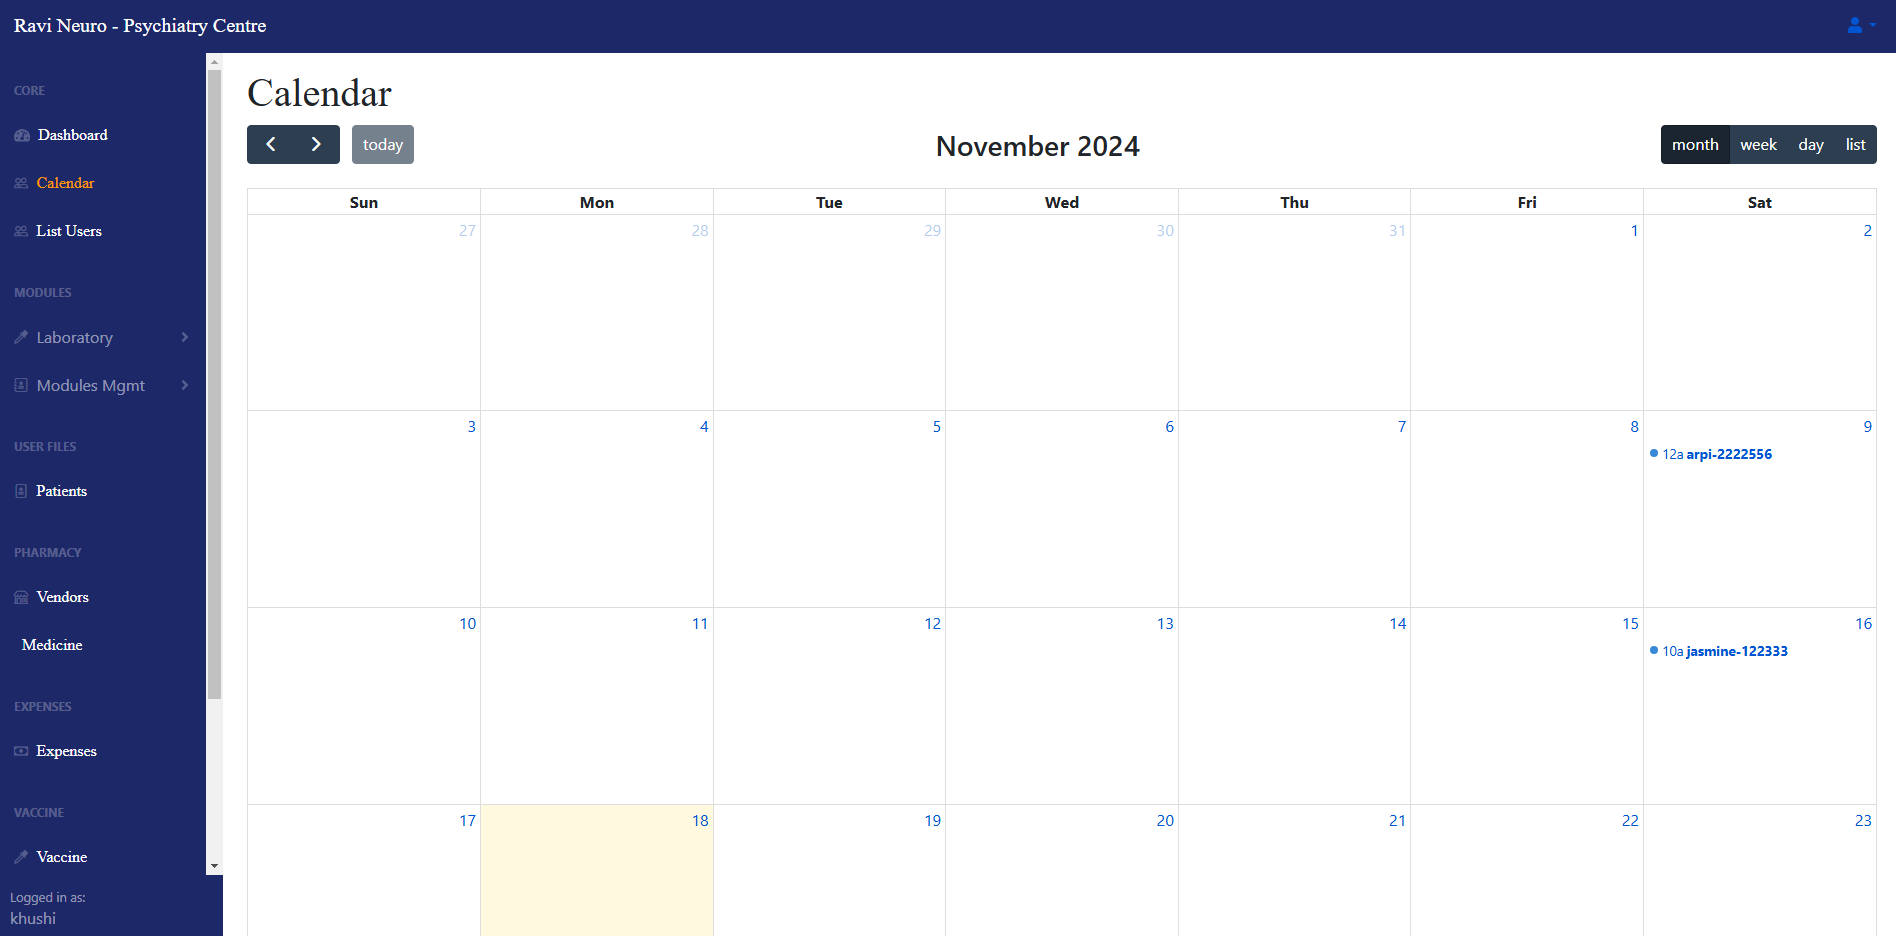 Ravi Neuro - Psychiatry Centre
CORE
Dashboard
Calendar
List Users
MODULES
Laboratory
Modules Mgmt
USER FILES
Patients
PHARMACY
Vendors
Medicine
EXPENSES
Expenses
VACCINE
Vaccine
Logged in as:
khushi
Calendar
today
November 2024
month week day list
Sun Mon Tue Wed Thu Fri Sat
27 28 29 30 31 1 2
3 4 5 6 7 8 9
12a arpi-2222556
10 11 12 13 14 15 16
10a jasmine-122333
17 18 19 20 21 22 23